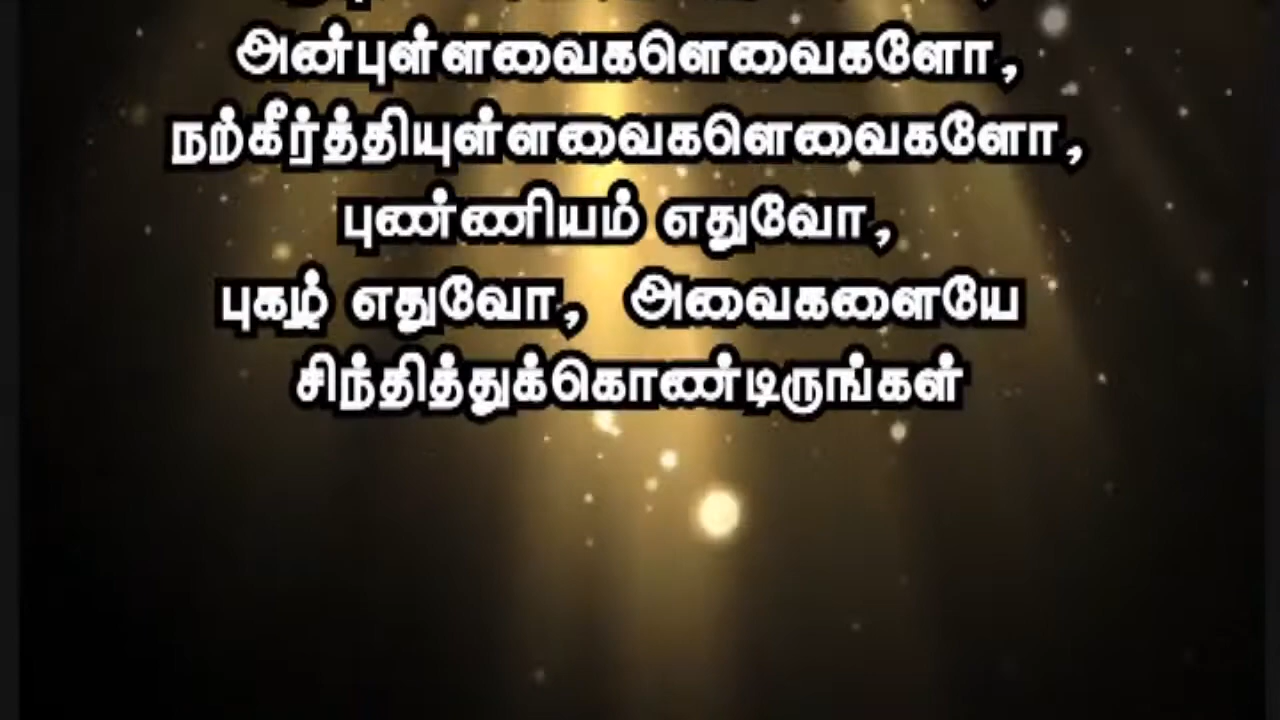 அன்புள்ளவைகளெவைகளோ,
நற்கீர்த்தியுள்ளவைகளெவைகளோ,
புண்ணியம் எதுவோ,
புகழ் எதுவோ, அவைகளையே
சிந்தித்துக்கொண்டிருங்கள்